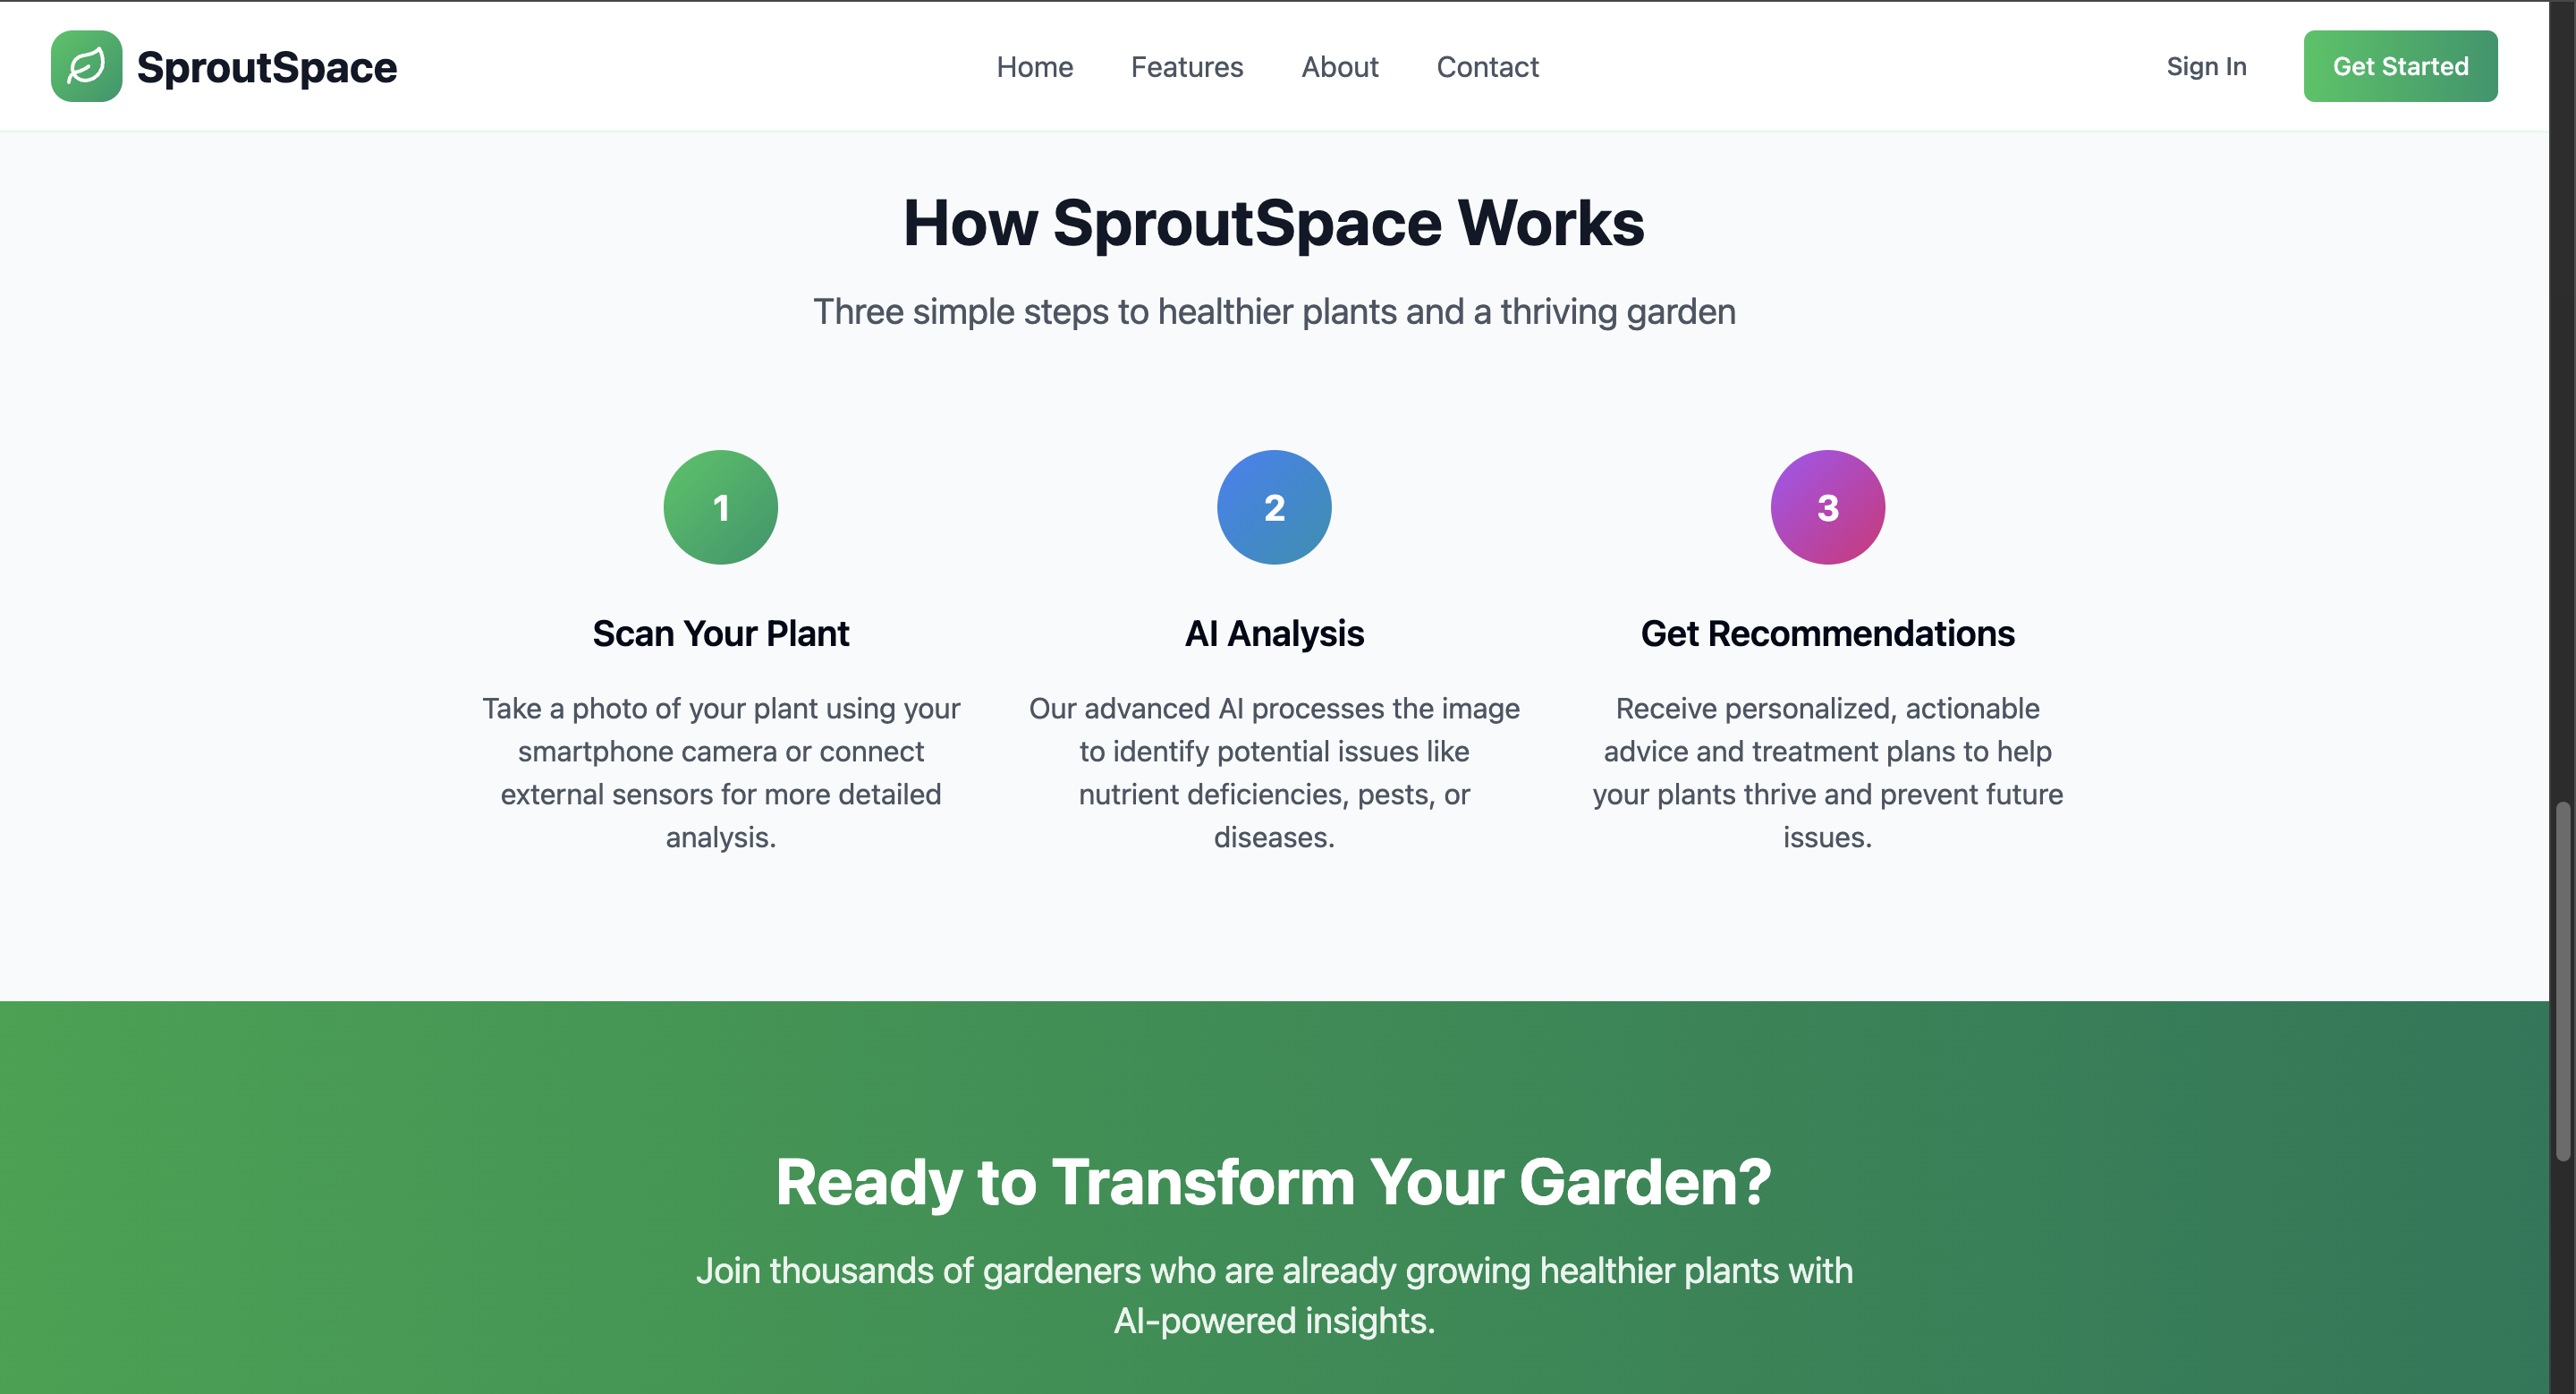 SproutSpace
Home
Features
About
Contact
Sign In
Get Started
How SproutSpace Works
Three simple steps to healthier plants and a thriving garden
1
Scan Your Plant
Take a photo of your plant using your
smartphone camera or connect
external sensors for more detailed
analysis.
2
AI Analysis
Our advanced AI processes the image
to identify potential issues like
nutrient deficiencies, pests, or
diseases.
3
Get Recommendations
Receive personalized, actionable
advice and treatment plans to help
your plants thrive and prevent future
issues.
Ready to Transform Your Garden?
Join thousands of gardeners who are already growing healthier plants with
AI-powered insights.